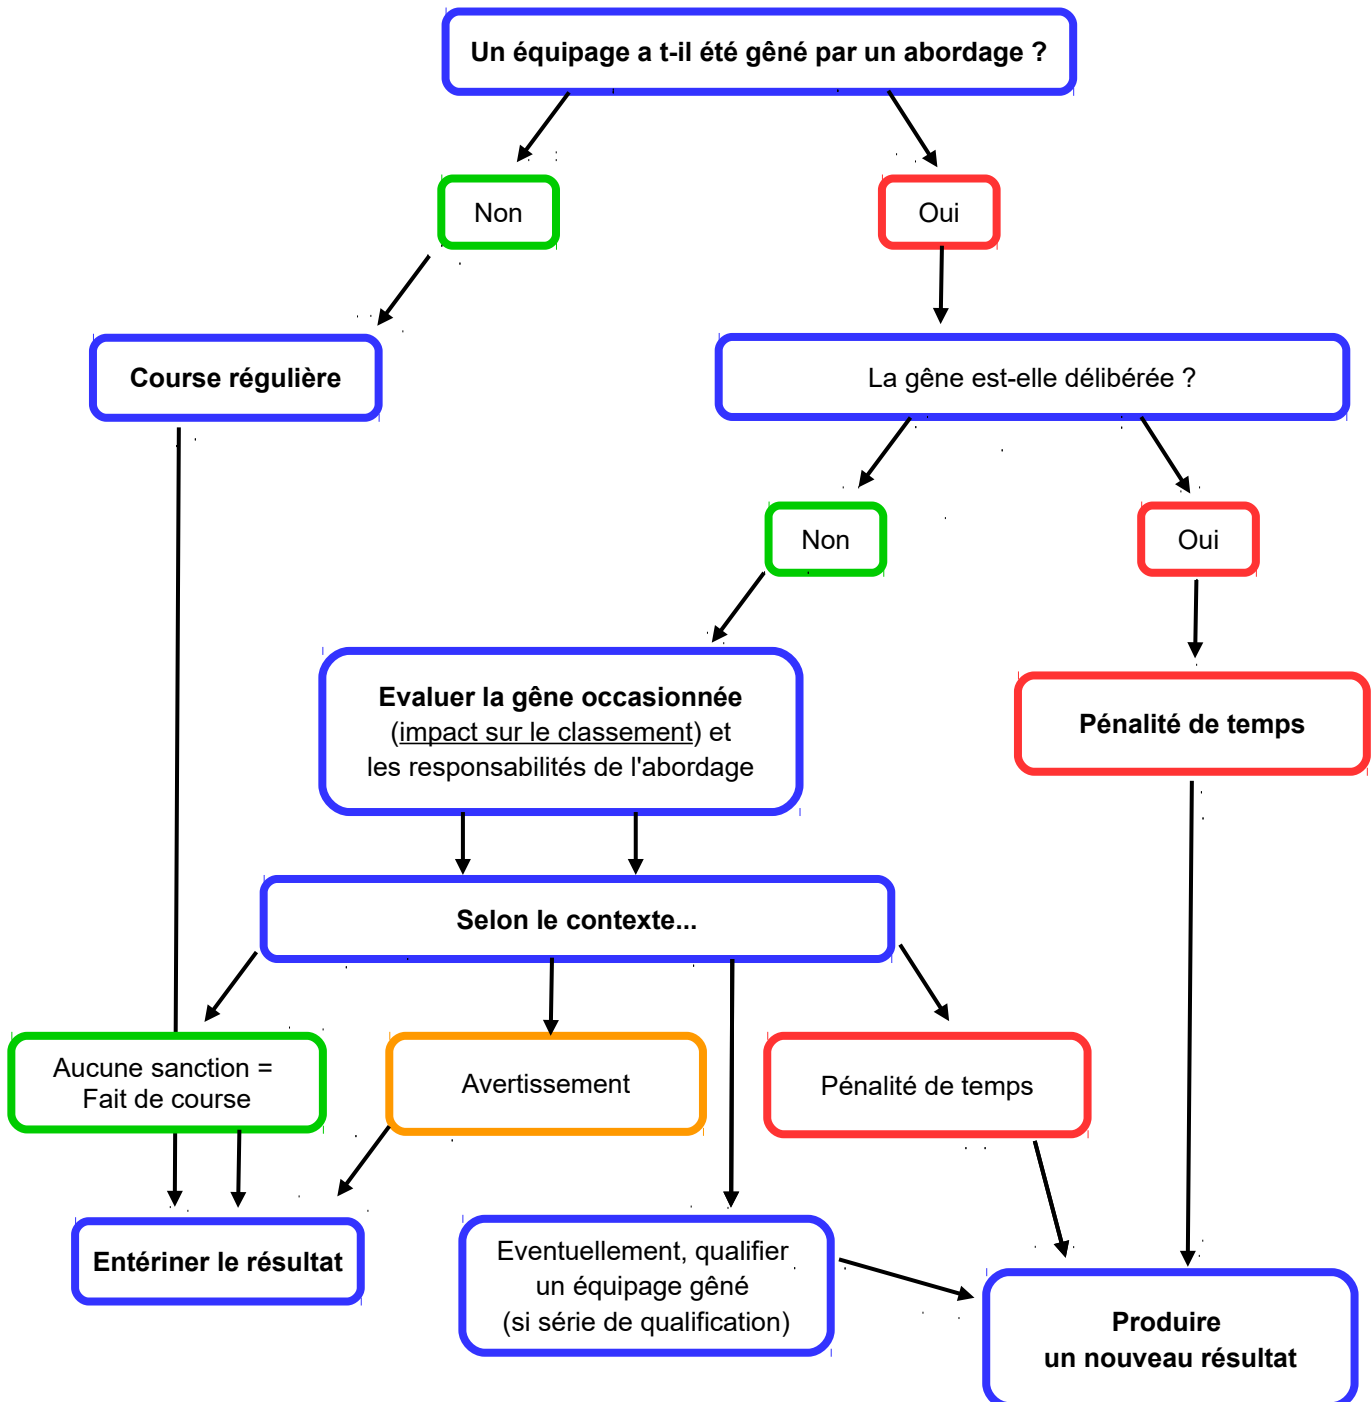 Un équipage a t-il été gêné par un abordage ?
Non
Oui
Course régulière
La gêne est-elle délibérée ?
Non
Oui
Evaluer la gêne occasionnée
(impact sur le classement) et
les responsabilités de l'abordage
Pénalité de temps
Selon le contexte...
Aucune sanction =
Fait de course
Avertissement
Pénalité de temps
Entériner le résultat
Eventuellement, qualifier
un équipage gêné
(si série de qualification)
Produire
un nouveau résultat